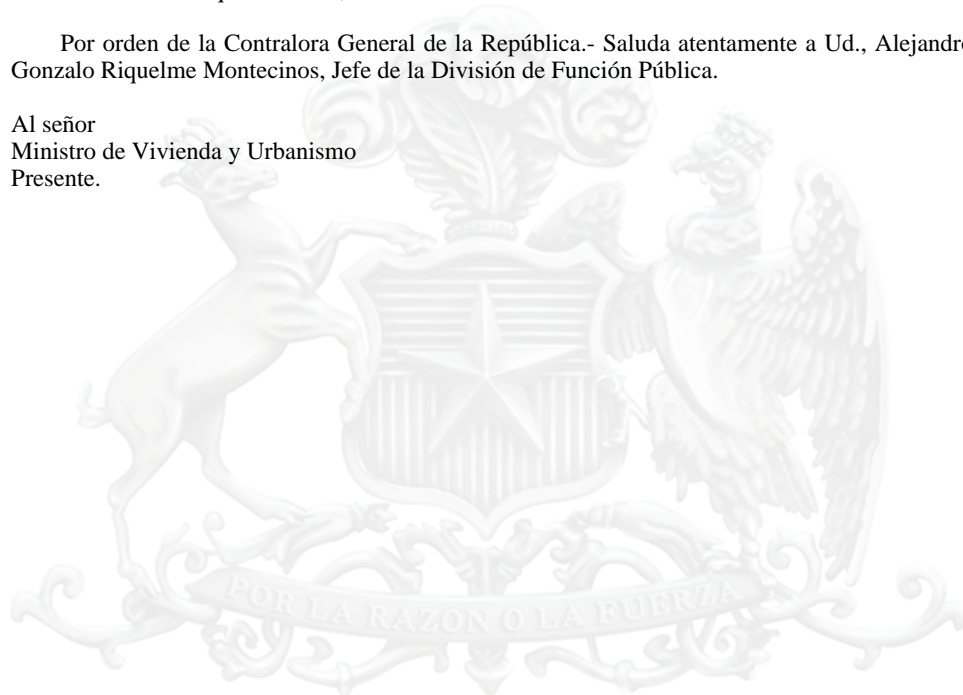 Por orden de la Contralora General de la República.- Saluda atentamente a Ud., Alejandro
Gonzalo Riquelme Montecinos, Jefe de la División de Función Pública.
Al señor
Ministro de Vivienda y Urbanismo
Presente.
POR LA RAZON O LA FUERZA